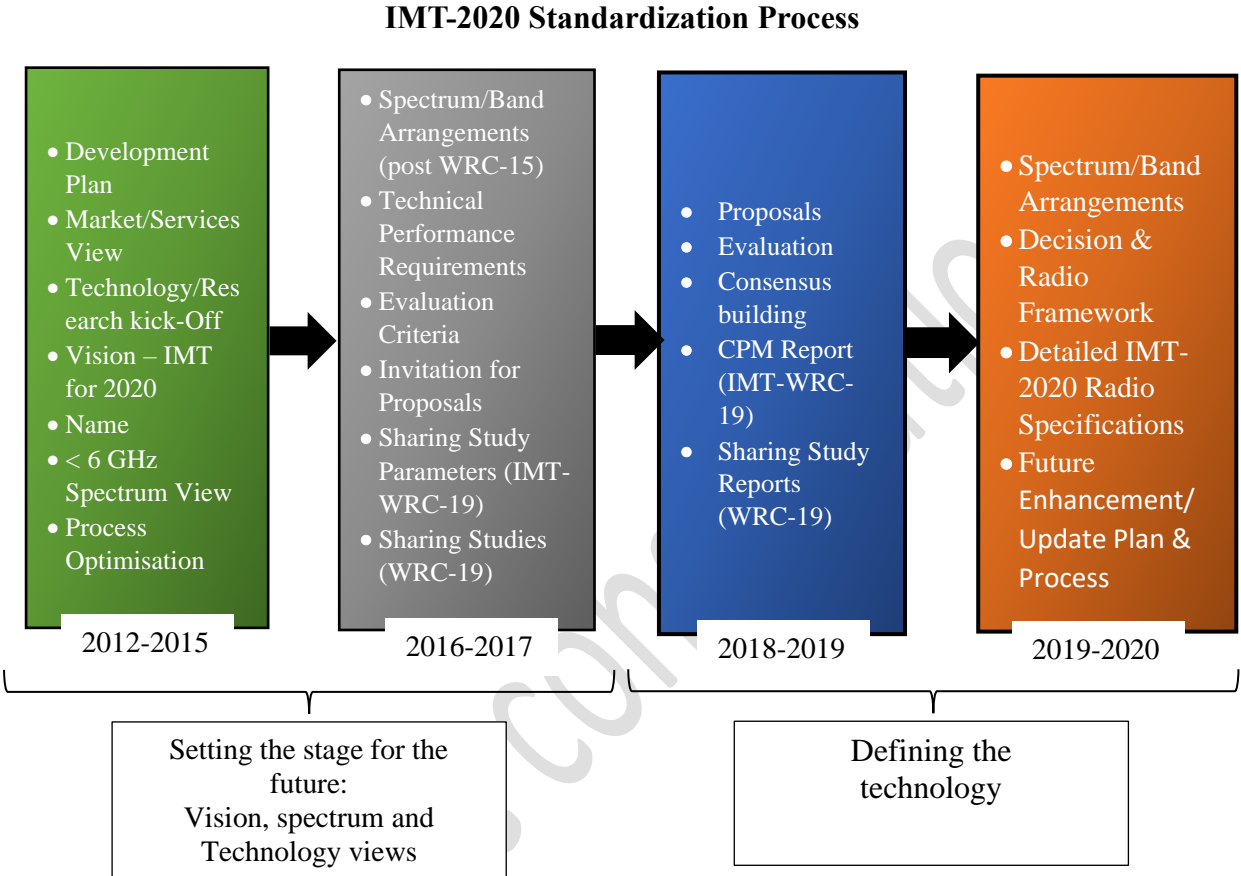 IMT-2020 Standardization Process
• Development
Plan
• Market/Services
View
• Technology/Res
earch kick-Off
• Vision – IMT
for 2020
• Name
• < 6 GHz
Spectrum View
• Process
Optimisation
2012-2015
• Spectrum/Band
Arrangements
(post WRC-15)
• Technical
Performance
Requirements
• Evaluation
Criteria
• Invitation for
Proposals
• Sharing Study
Parameters (IMT-
WRC-19)
• Sharing Studies
(WRC-19)
2016-2017
• Proposals
• Evaluation
• Consensus
building
• CPM Report
(IMT-WRC-
19)
• Sharing Study
Reports
(WRC-19)
2018-2019
• Spectrum/Band
Arrangements
• Decision &
Radio
Framework
• Detailed IMT-
2020 Radio
Specifications
• Future
Enhancement/
Update Plan &
Process
2019-2020
Setting the stage for the
future:
Vision, spectrum and
Technology views
Defining the
technology